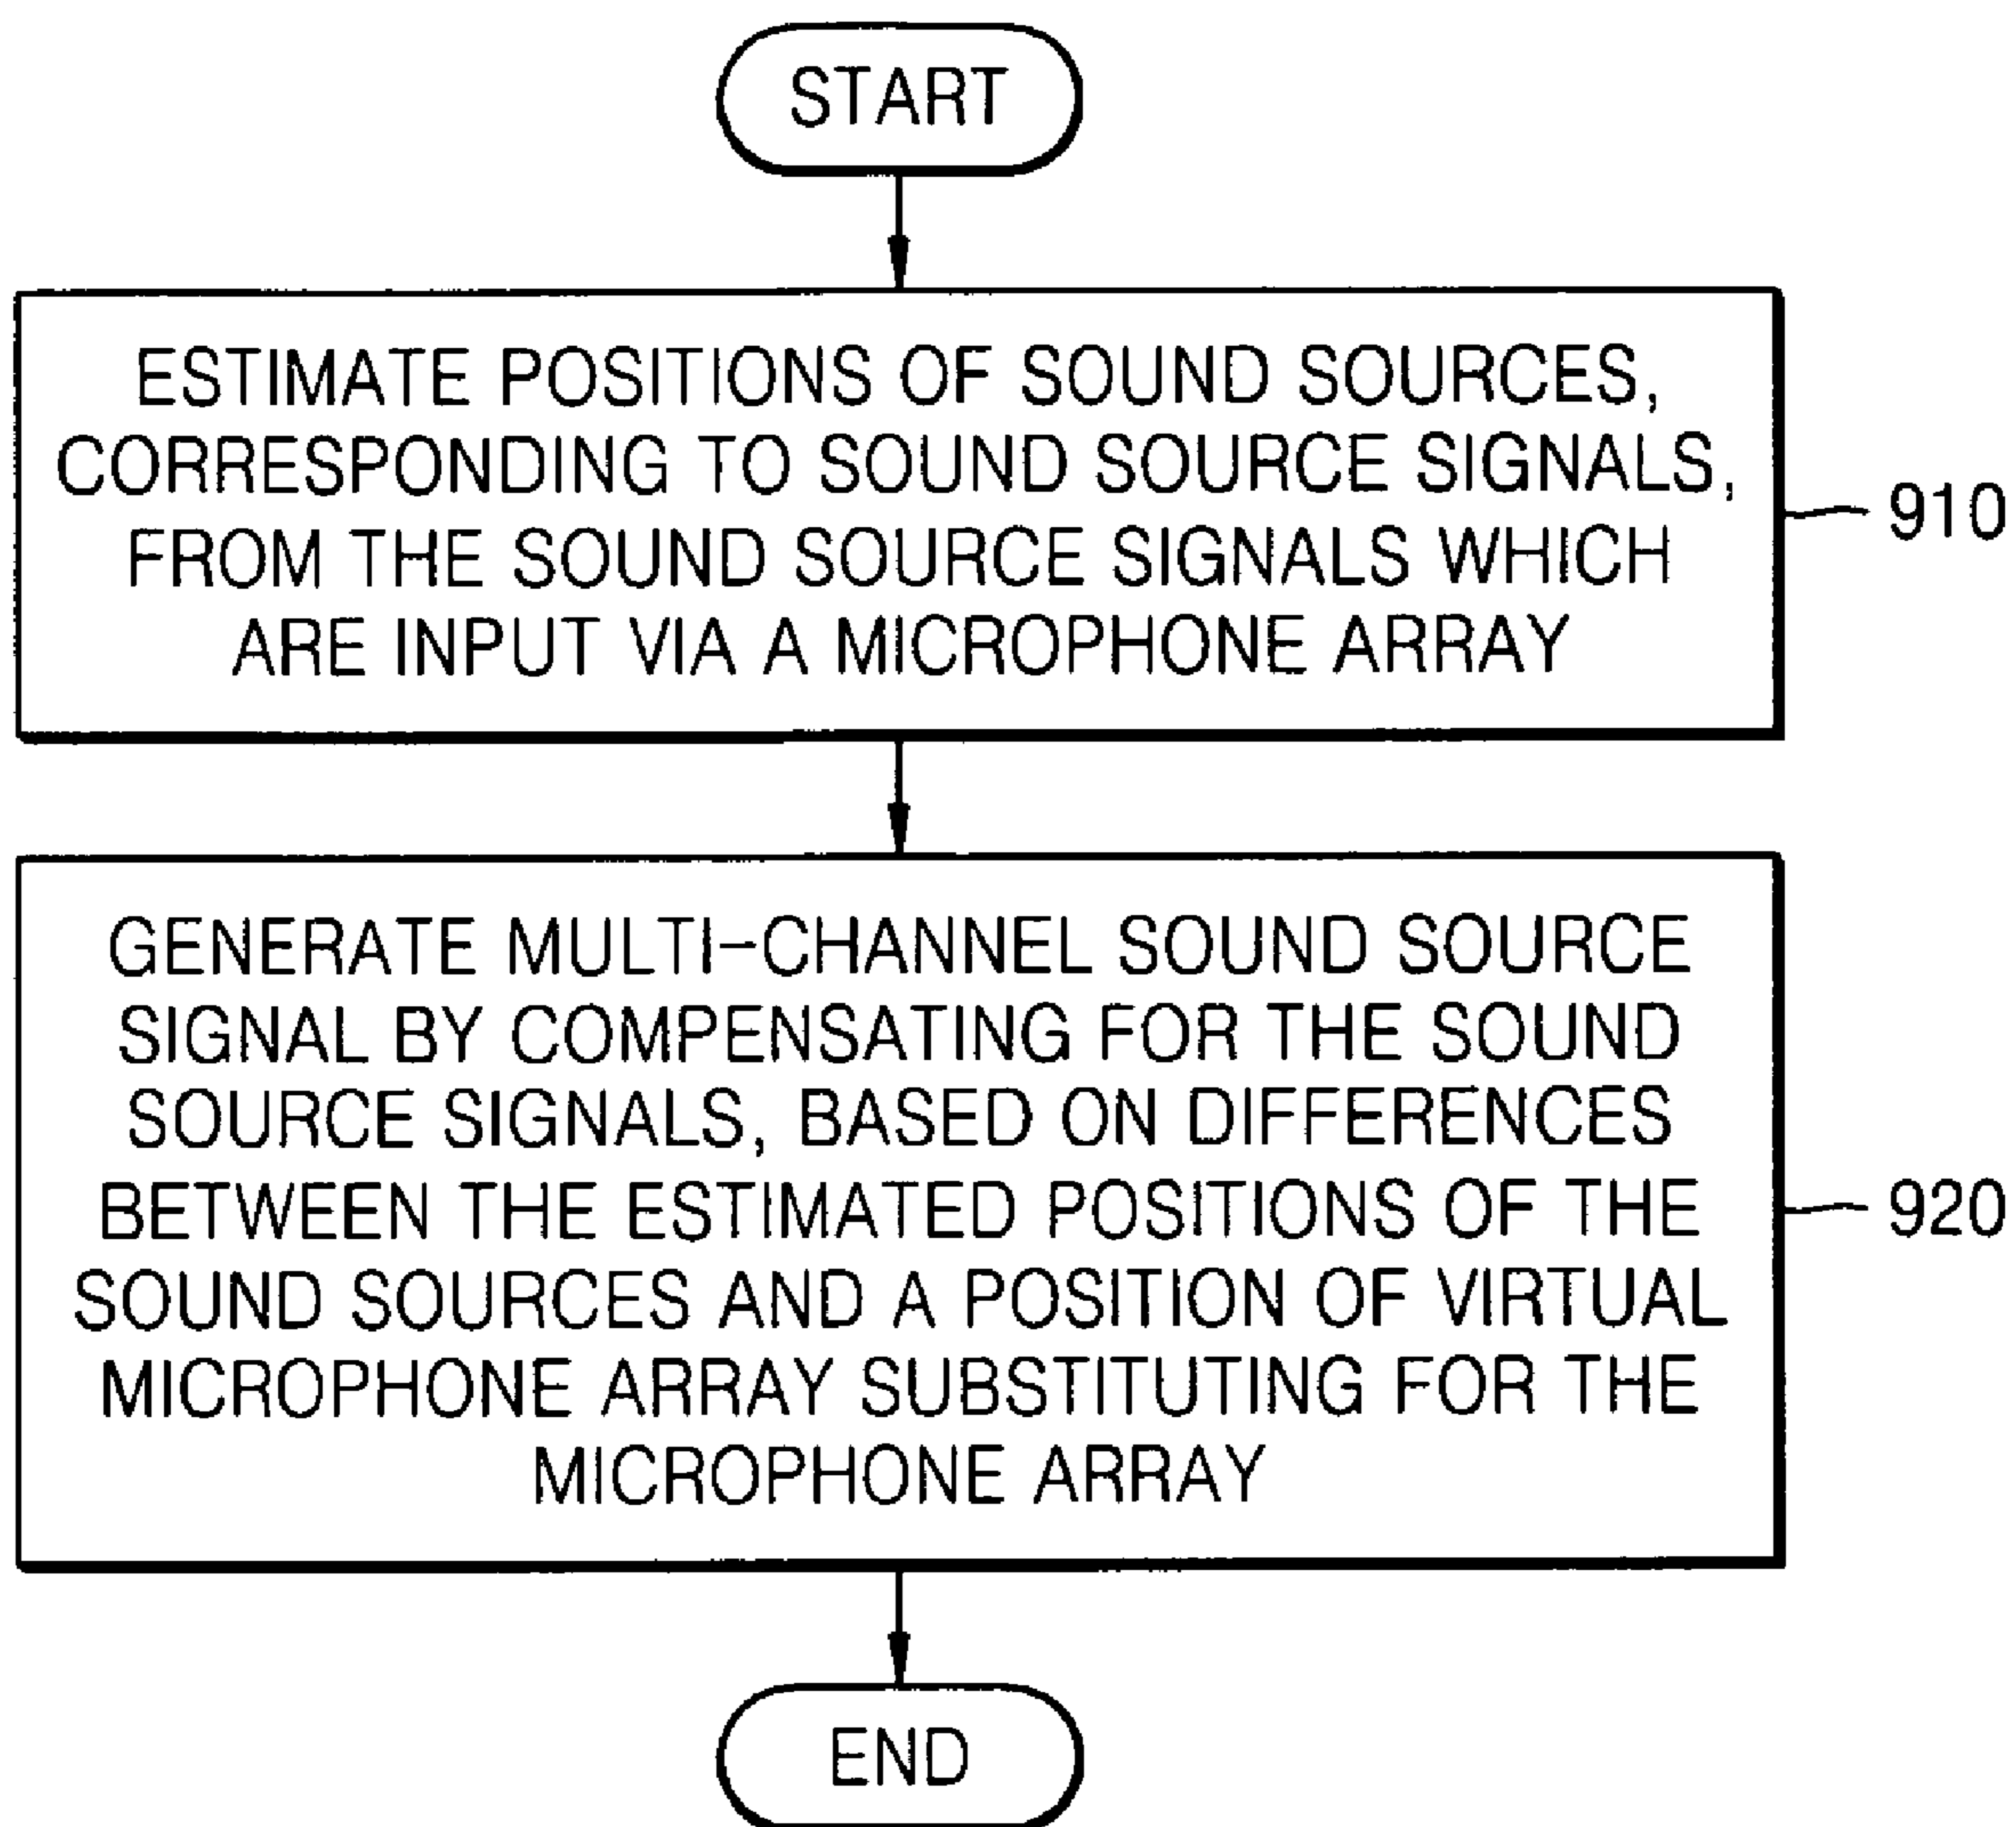 START
ESTIMATE POSITIONS OF SOUND SOURCES,
CORRESPONDING TO SOUND SOURCE SIGNALS,
FROM THE SOUND SOURCE SIGNALS WHICH
ARE INPUT VIA A MICROPHONE ARRAY
910
GENERATE MULTI-CHANNEL SOUND SOURCE
SIGNAL BY COMPENSATING FOR THE SOUND
SOURCE SIGNALS, BASED ON DIFFERENCES
BETWEEN THE ESTIMATED POSITIONS OF THE
SOUND SOURCES AND A POSITION OF VIRTUAL
MICROPHONE ARRAY SUBSTITUTING FOR THE
MICROPHONE ARRAY
920
END